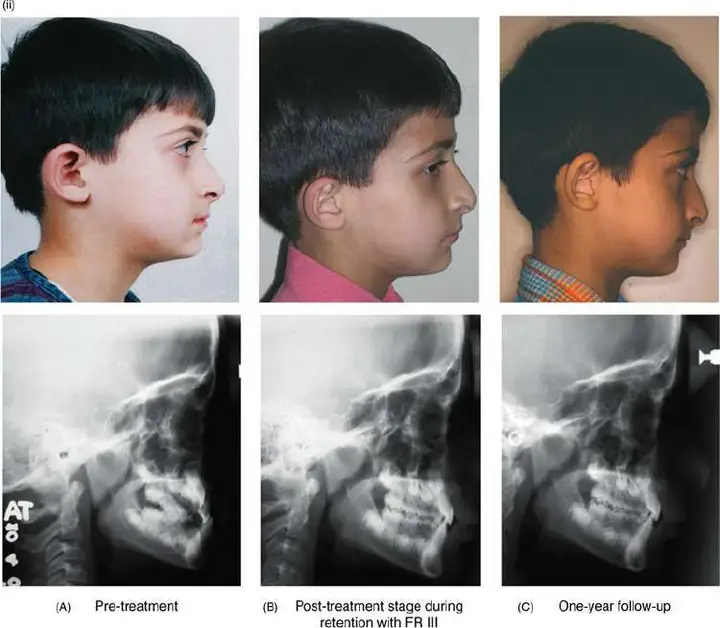 (ii)
AT
(A) Pre-treatment
(B) Post-treatment stage during
retention with FR III
(C) One-year follow-up